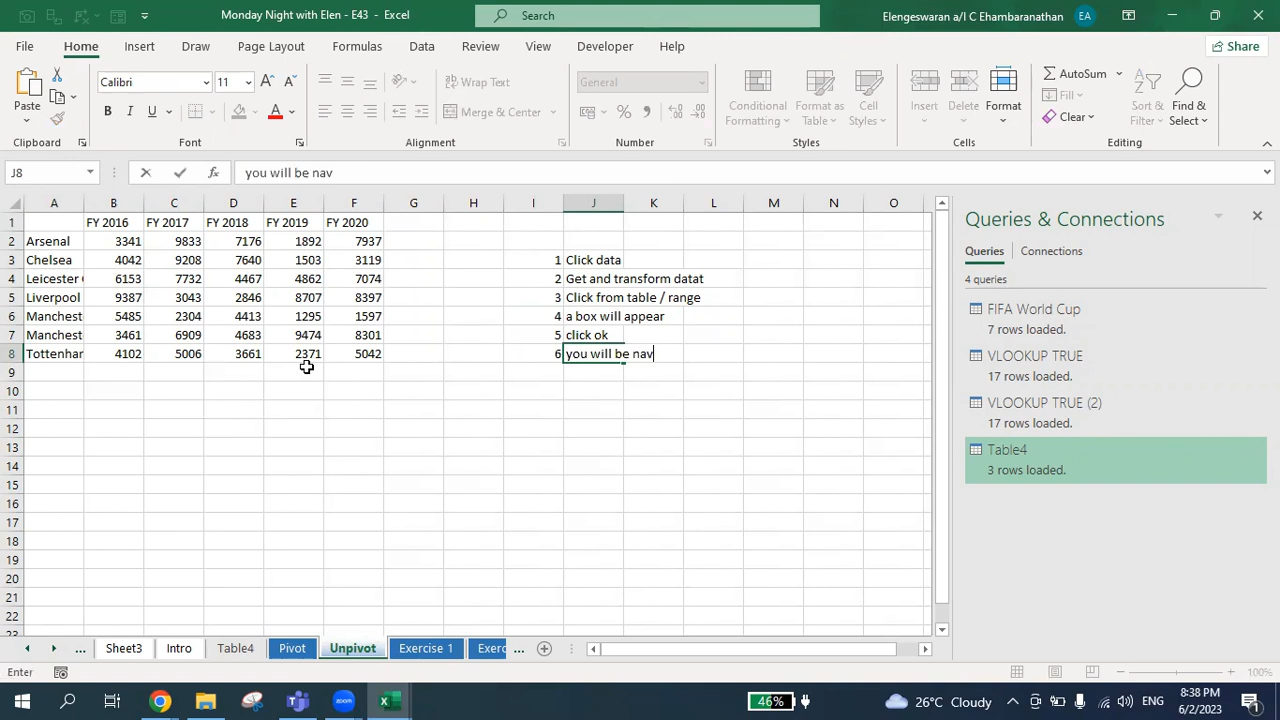 Monday Night with Elen - E43 - Excel
Search
Elengeswaran a/l C Ehambaranathan
EA
File Home Insert Draw Page Layout Formulas Data Review View Developer Help
Share
Paste
Calibri 11
Wrap Text
General
Merge & Center
Conditional Formatting
Format as Table
Cell Styles
Insert
Delete
Format
AutoSum
Fill
Clear
Sort & Filter
Find & Select
Clipboard Font Alignment Number Styles Cells Editing
J8 you will be nav
A B C D E F G H I J K L M N O
1 FY 2016 FY 2017 FY 2018 FY 2019 FY 2020
2 Arsenal 3341 9833 7176 1892 7937
3 Chelsea 4042 9208 7640 1503 3119 1 Click data
4 Leicester 6153 7732 4467 4862 7074 2 Get and transform datat
5 Liverpool 9387 3043 2846 8707 8397 3 Click from table / range
6 Manchest 5485 2304 4413 1295 1597 4 a box will appear
7 Manchest 3461 6909 4683 9474 8301 5 click ok
8 Tottenhar 4102 5006 3661 2371 5042 6 you will be nav
9
10
11
12
13
14
15
16
17
18
19
20
21
22
23
Queries & Connections
Queries Connections
4 queries
FIFA World Cup
7 rows loaded.
VLOOKUP TRUE
17 rows loaded.
VLOOKUP TRUE (2)
17 rows loaded.
Table4
3 rows loaded.
... Sheet3 Intro Table4 Pivot Unpivot Exercise 1 Exerc ...
Enter
100%
46%
26°C Cloudy
ENG
8:38 PM
6/2/2023